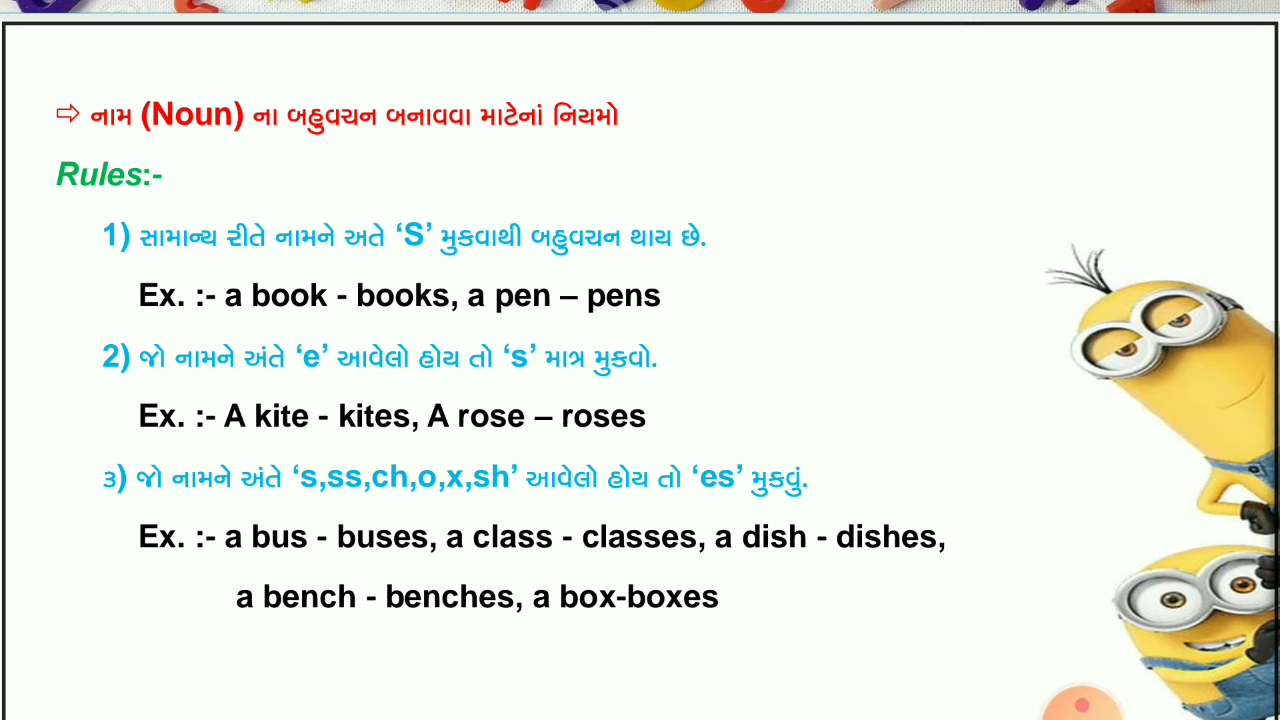 ⇨ નામ (Noun) ના બહુવચન બનાવવા માટેનાં નિયમો
Rules:-
1) સામાન્ય રીતે નામને અતે ‘S’ મુકવાથી બહુવચન થાય છે.
Ex. :- a book - books, a pen – pens
2) જો નામને અંતે ‘e’ આવેલો હોય તો ‘s’ માત્ર મુકવો.
Ex. :- A kite - kites, A rose – roses
૩) જો નામને અંતે ‘s,ss,ch,o,x,sh’ આવેલો હોય તો ‘es’ મુકવું.
Ex. :- a bus - buses, a class - classes, a dish - dishes,
a bench - benches, a box-boxes